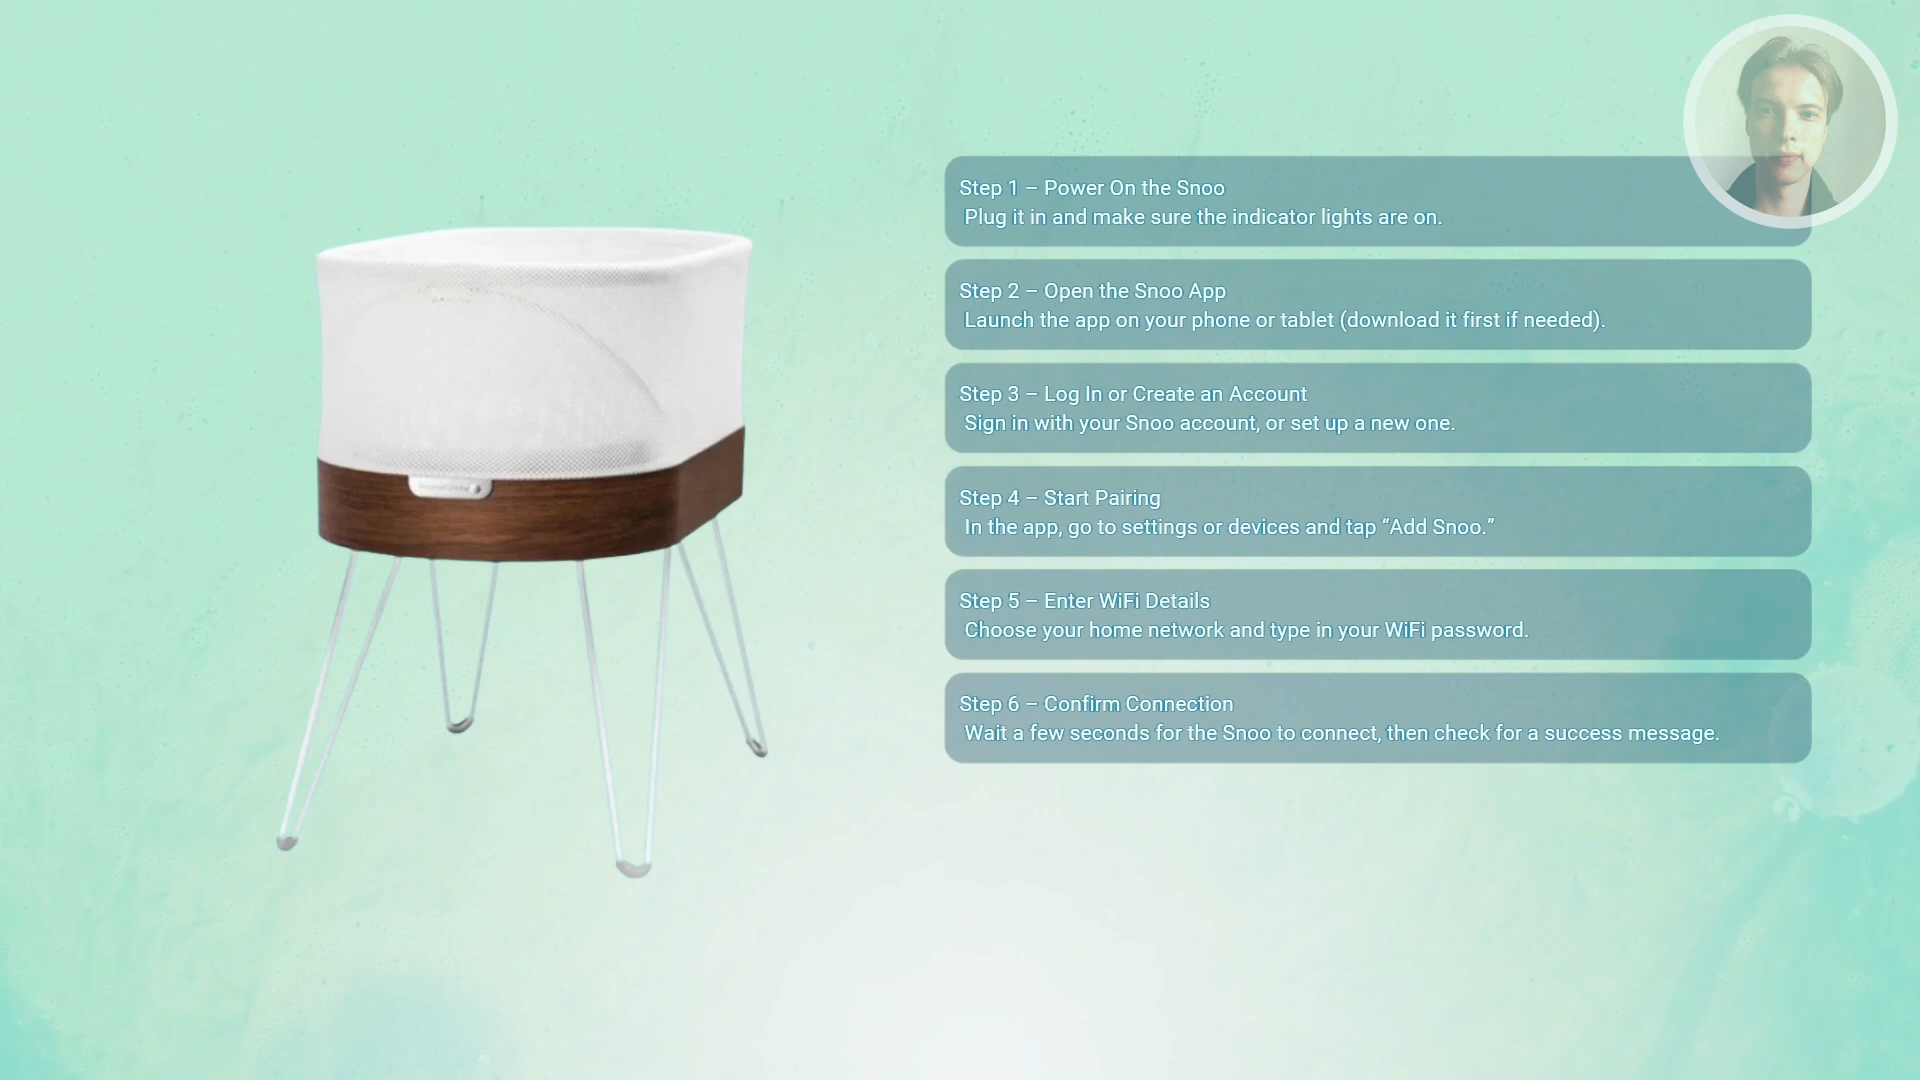 Step 1 – Power On the Snoo
Plug it in and make sure the indicator lights are on.
Step 2 – Open the Snoo App
Launch the app on your phone or tablet (download it first if needed).
Step 3 – Log In or Create an Account
Sign in with your Snoo account, or set up a new one.
Step 4 – Start Pairing
In the app, go to settings or devices and tap “Add Snoo.”
Step 5 – Enter WiFi Details
Choose your home network and type in your WiFi password.
Step 6 – Confirm Connection
Wait a few seconds for the Snoo to connect, then check for a success message.